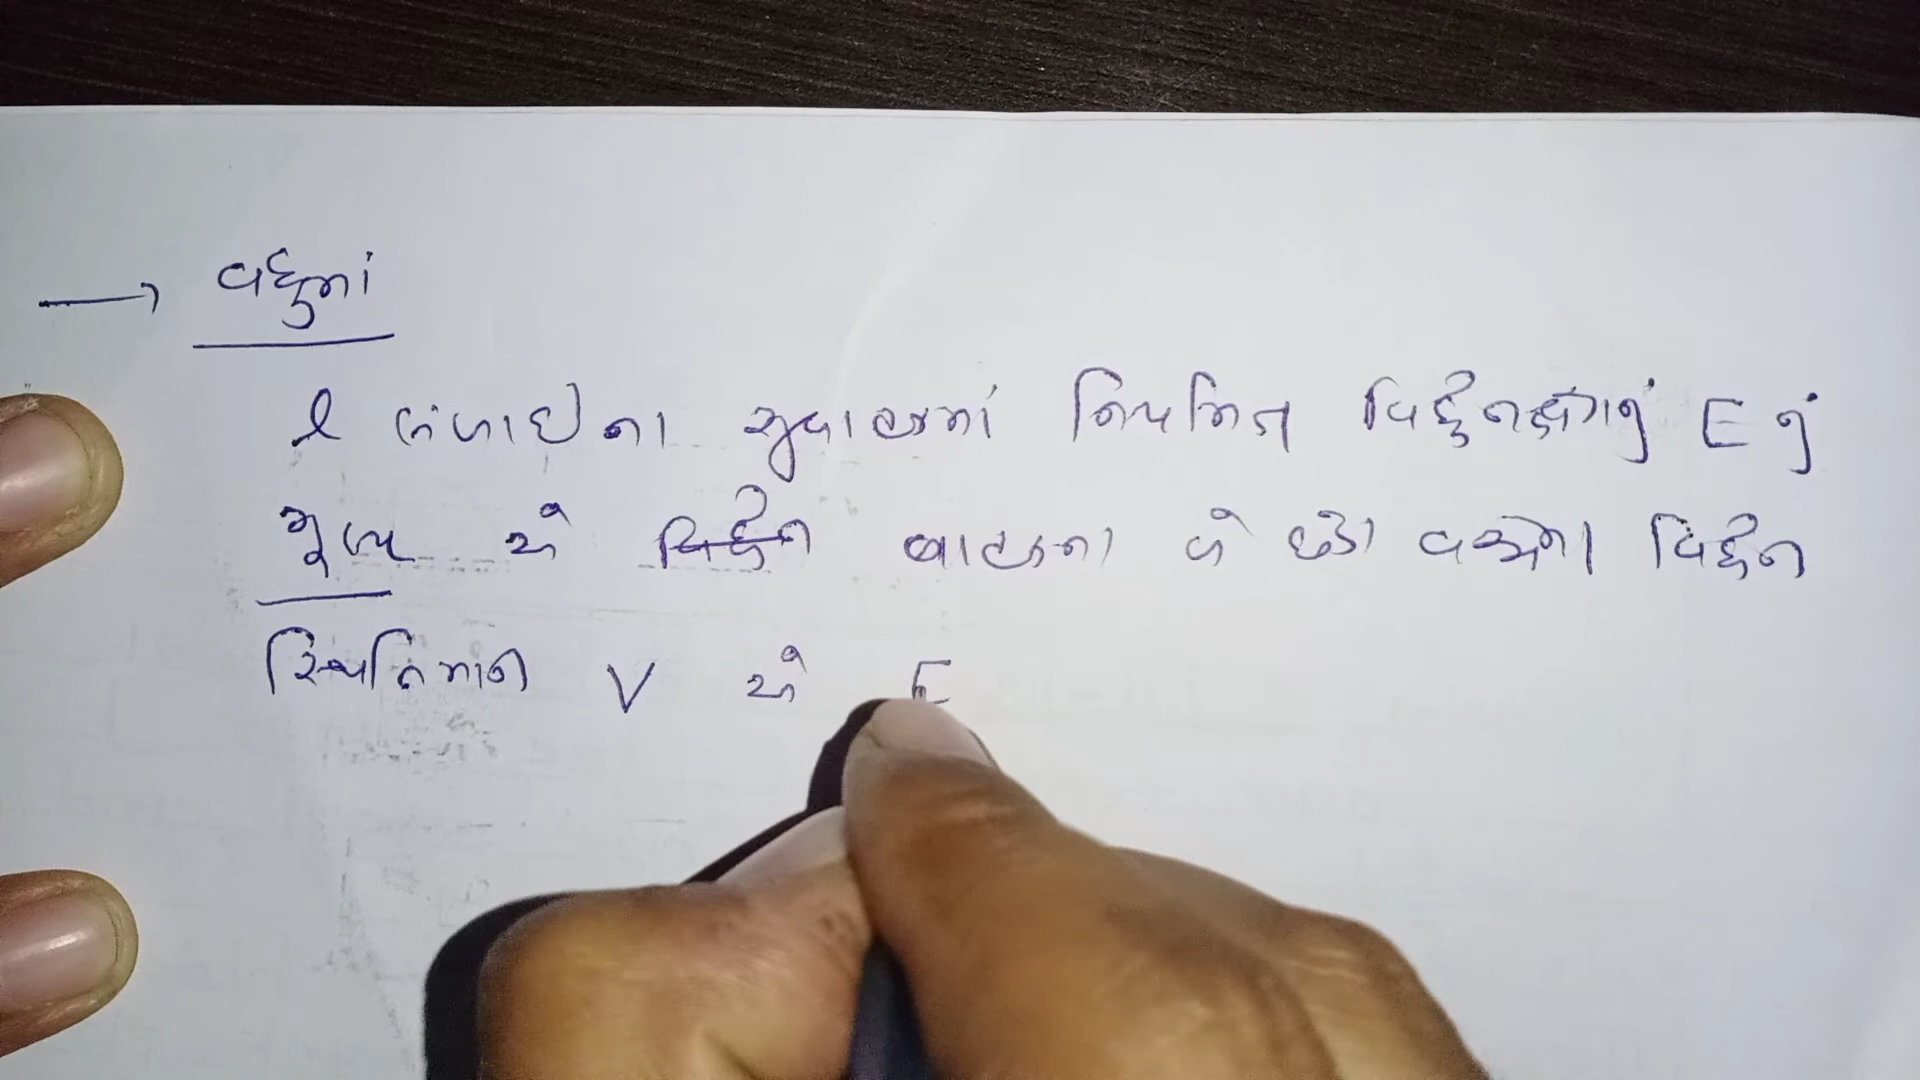 → વધુમાં
l લંબાઈના સુવાહકમાં નિયમિત વિદ્યુતક્ષેત્રનું E નું
મૂલ્ય એ વિદ્યુત વાહકના બે છેડા વચ્ચેના વિદ્યુત
સ્થિતિમાન V એ E